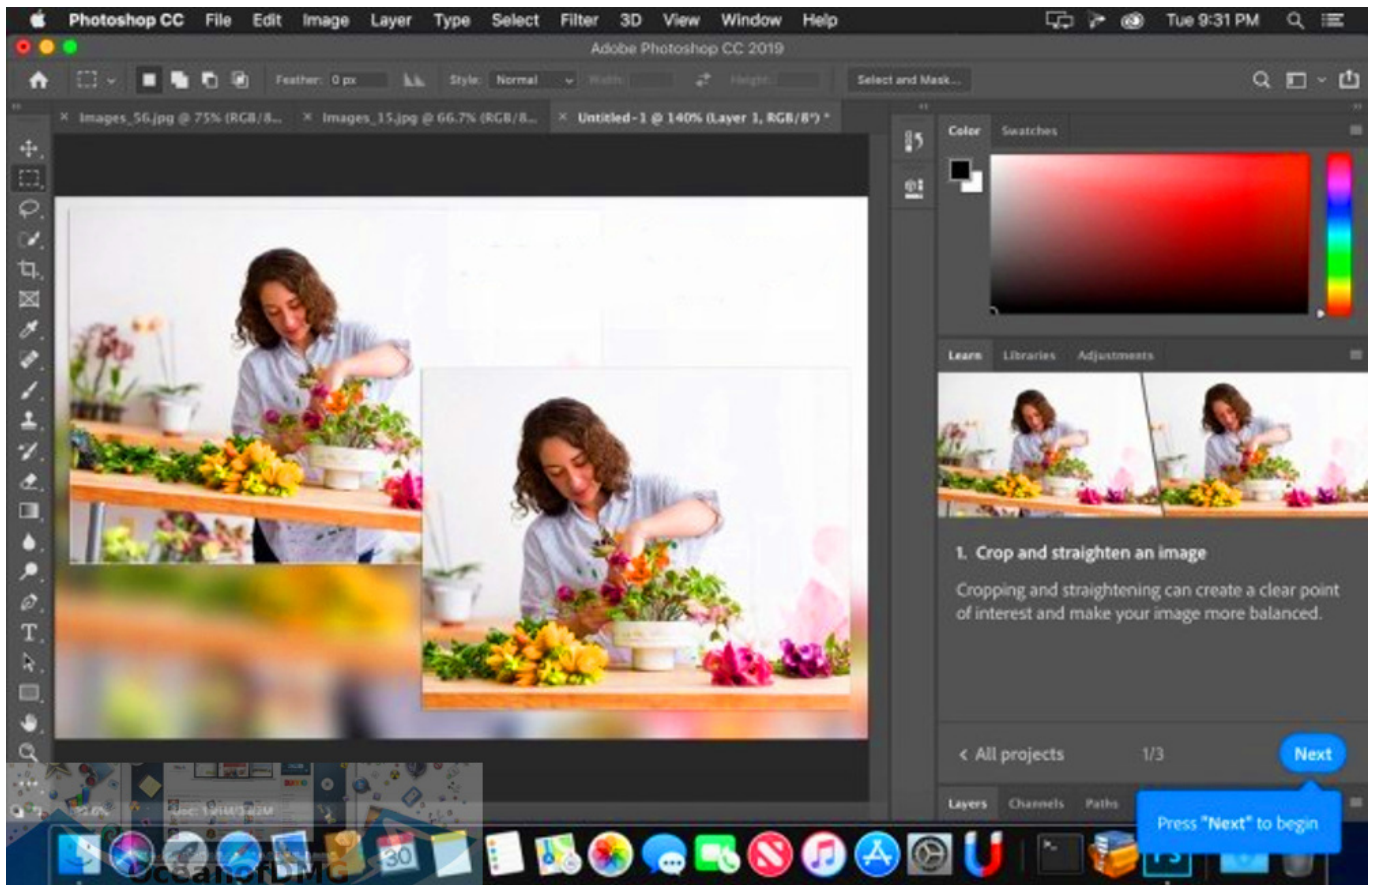 Photoshop CC File Edit Image Layer Type Select Filter 3D View Window Help Tue 9:31 PM
Adobe Photoshop CC 2019
Feather: 0 px Style: Normal Width: Height: Select and Mask...
× Images_56.jpg @ 75% (RGB/8... × Images_15.jpg @ 66.7% (RGB/8... × Untitled-1 @ 140% (Layer 1, RGB/8*) *
Color Swatches
Learn Libraries Adjustments
1. Crop and straighten an image
Cropping and straightening can create a clear point
of interest and make your image more balanced.
< All projects 1/3 Next
Layers Channels Paths
Press "Next" to begin
30
OceanofDMG